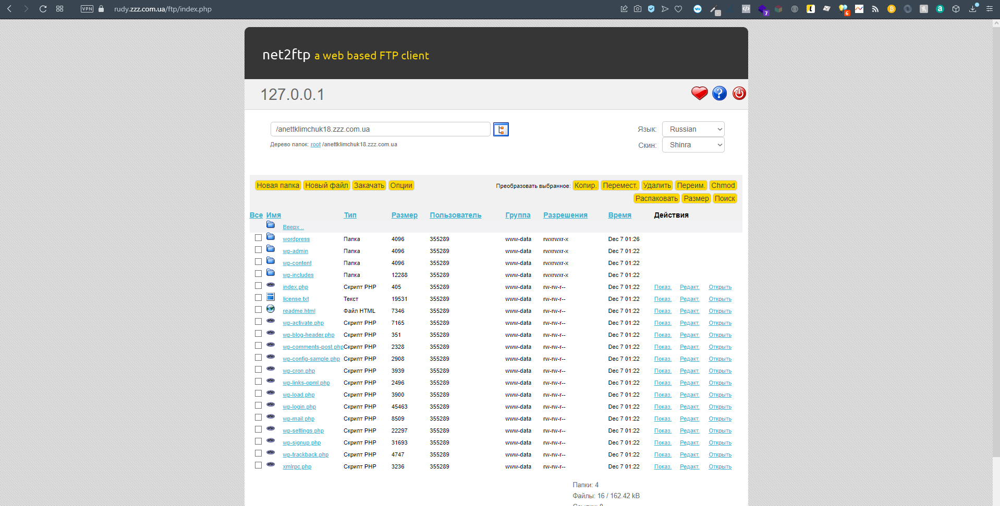 VPN rudy.zzz.com.ua/ftp/index.php 7 6
net2ftp a web based FTP client
127.0.0.1
/anettklimchuk18.zzz.com.ua Язык: Russian
Дерево папок: root /anettklimchuk18.zzz.com.ua Скин: Shinra
Новая папка Новый файл Закачать Опции Преобразовать выбранное: Копир. Перемест. Удалить Переим. Chmod
Распаковать Размер Поиск
Все Имя Тип Размер Пользователь Группа Разрешения Время Действия
Вверх ..
wordpress Папка 4096 355289 www-data rwxrwxr-x Dec 7 01:26
wp-admin Папка 4096 355289 www-data rwxrwxr-x Dec 7 01:22
wp-content Папка 4096 355289 www-data rwxrwxr-x Dec 7 01:22
wp-includes Папка 12288 355289 www-data rwxrwxr-x Dec 7 01:22
php index.php Скрипт PHP 405 355289 www-data rw-rw-r-- Dec 7 01:22 Показ. Редакт. Открыть
license.txt Текст 19531 355289 www-data rw-rw-r-- Dec 7 01:22 Показ. Редакт. Открыть
readme.html Файл HTML 7346 355289 www-data rw-rw-r-- Dec 7 01:22 Показ. Редакт. Открыть
php wp-activate.php Скрипт PHP 7165 355289 www-data rw-rw-r-- Dec 7 01:22 Показ. Редакт. Открыть
php wp-blog-header.php Скрипт PHP 351 355289 www-data rw-rw-r-- Dec 7 01:22 Показ. Редакт. Открыть
php wp-comments-post.php Скрипт PHP 2328 355289 www-data rw-rw-r-- Dec 7 01:22 Показ. Редакт. Открыть
php wp-config-sample.php Скрипт PHP 2908 355289 www-data rw-rw-r-- Dec 7 01:22 Показ. Редакт. Открыть
php wp-cron.php Скрипт PHP 3939 355289 www-data rw-rw-r-- Dec 7 01:22 Показ. Редакт. Открыть
php wp-links-opml.php Скрипт PHP 2496 355289 www-data rw-rw-r-- Dec 7 01:22 Показ. Редакт. Открыть
php wp-load.php Скрипт PHP 3900 355289 www-data rw-rw-r-- Dec 7 01:22 Показ. Редакт. Открыть
php wp-login.php Скрипт PHP 45463 355289 www-data rw-rw-r-- Dec 7 01:22 Показ. Редакт. Открыть
php wp-mail.php Скрипт PHP 8509 355289 www-data rw-rw-r-- Dec 7 01:22 Показ. Редакт. Открыть
php wp-settings.php Скрипт PHP 22297 355289 www-data rw-rw-r-- Dec 7 01:22 Показ. Редакт. Открыть
php wp-signup.php Скрипт PHP 31693 355289 www-data rw-rw-r-- Dec 7 01:22 Показ. Редакт. Открыть
php wp-trackback.php Скрипт PHP 4747 355289 www-data rw-rw-r-- Dec 7 01:22 Показ. Редакт. Открыть
php xmlrpc.php Скрипт PHP 3236 355289 www-data rw-rw-r-- Dec 7 01:22 Показ. Редакт. Открыть
Папки: 4
Файлы: 16 / 162.42 kB